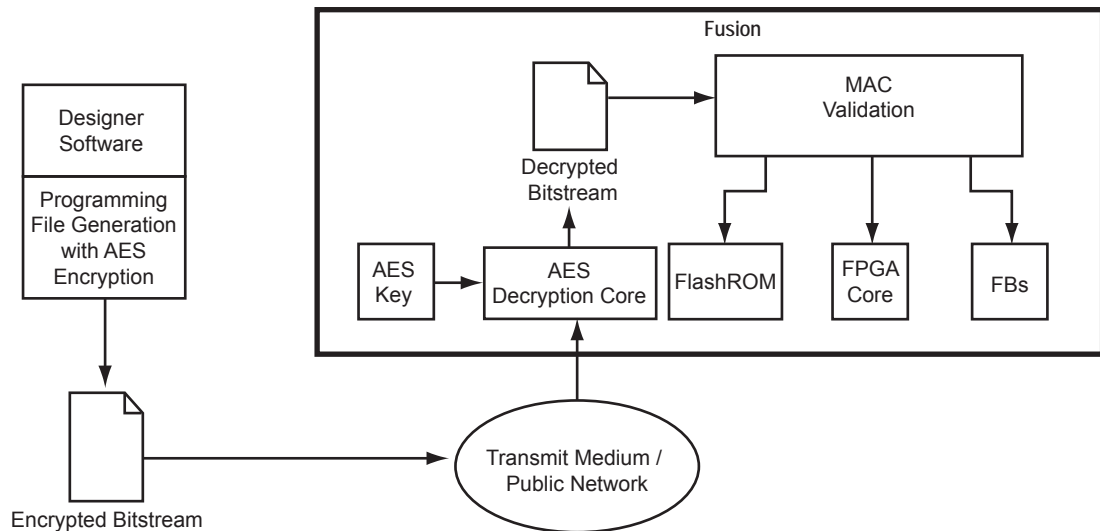 Fusion
Designer
Software
Programming
File Generation
with AES
Encryption
Encrypted Bitstream
Transmit Medium /
Public Network
AES
Key
AES
Decryption Core
Decrypted
Bitstream
MAC
Validation
FlashROM
FPGA
Core
FBs